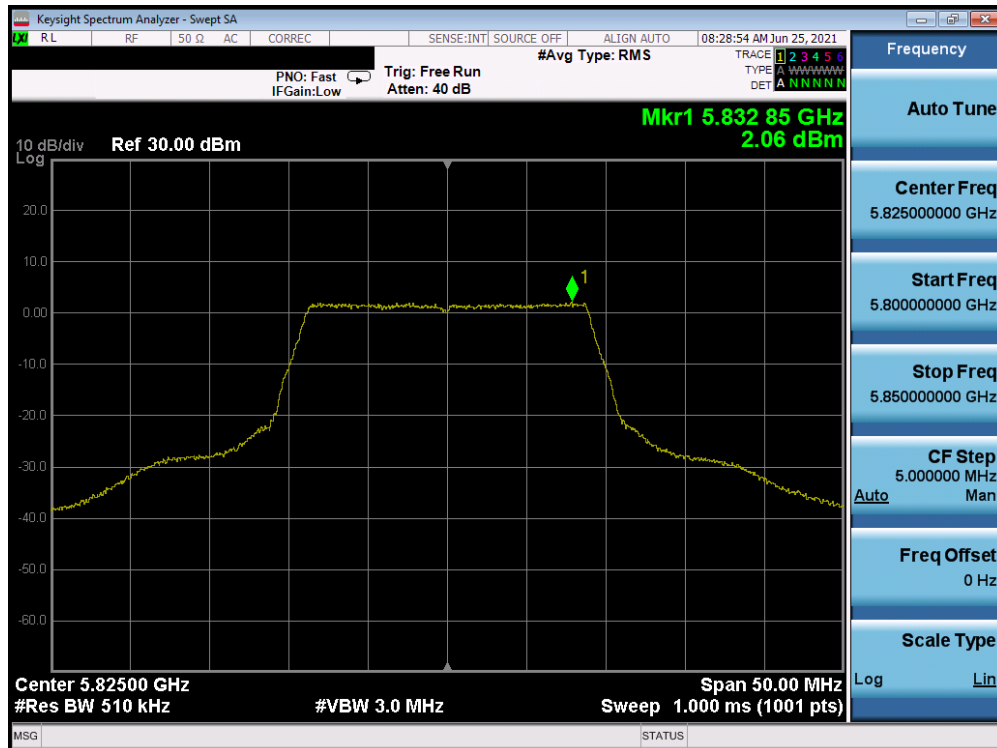 Keysight Spectrum Analyzer - Swept SA
LXI RL RF 50 Ω AC CORREC SENSE:INT SOURCE OFF ALIGN AUTO 08:28:54 AM Jun 25, 2021
#Avg Type: RMS
TRACE 1 2 3 4 5 6
PNO: Fast Trig: Free Run
TYPE A WWWWW
IFGain:Low Atten: 40 dB
DET A N N N N N
Mkr1 5.832 85 GHz
2.06 dBm
10 dB/div Ref 30.00 dBm
Log
20.0
10.0
1
0.00
-10.0
-20.0
-30.0
-40.0
-50.0
-60.0
Center 5.82500 GHz Span 50.00 MHz
#Res BW 510 kHz #VBW 3.0 MHz Sweep 1.000 ms (1001 pts)
MSG STATUS
Frequency
Auto Tune
Center Freq
5.825000000 GHz
Start Freq
5.800000000 GHz
Stop Freq
5.850000000 GHz
CF Step
5.000000 MHz
Auto Man
Freq Offset
0 Hz
Scale Type
Log Lin